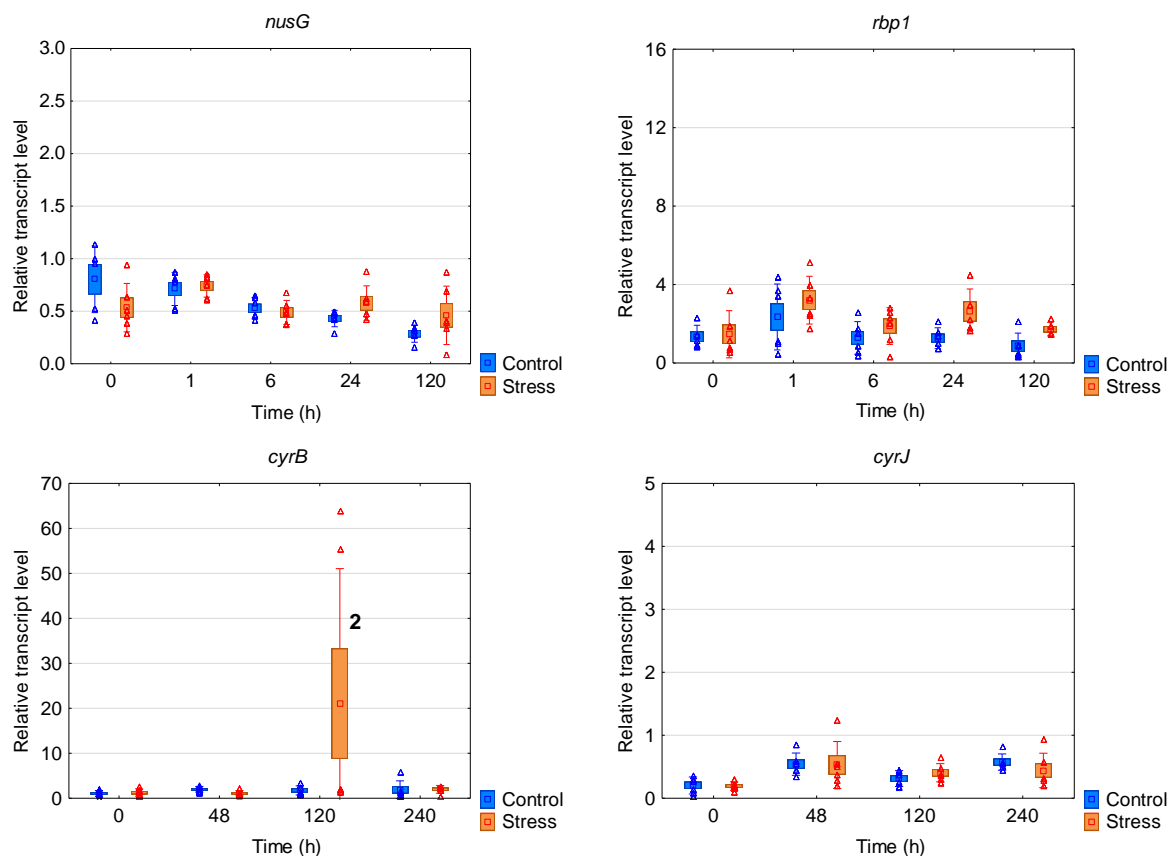 nusG
3.0
2.5
2.0
1.5
1.0
0.5
0.0
Relative transcript level
0 1 6 24 120
Time (h)
Control
Stress
rbp1
16
12
8
4
0
Relative transcript level
0 1 6 24 120
Time (h)
Control
Stress
cyrB
70
60
50
40
30
20
10
0
Relative transcript level
2
0 48 120 240
Time (h)
Control
Stress
cyrJ
5
4
3
2
1
0
Relative transcript level
0 48 120 240
Time (h)
Control
Stress